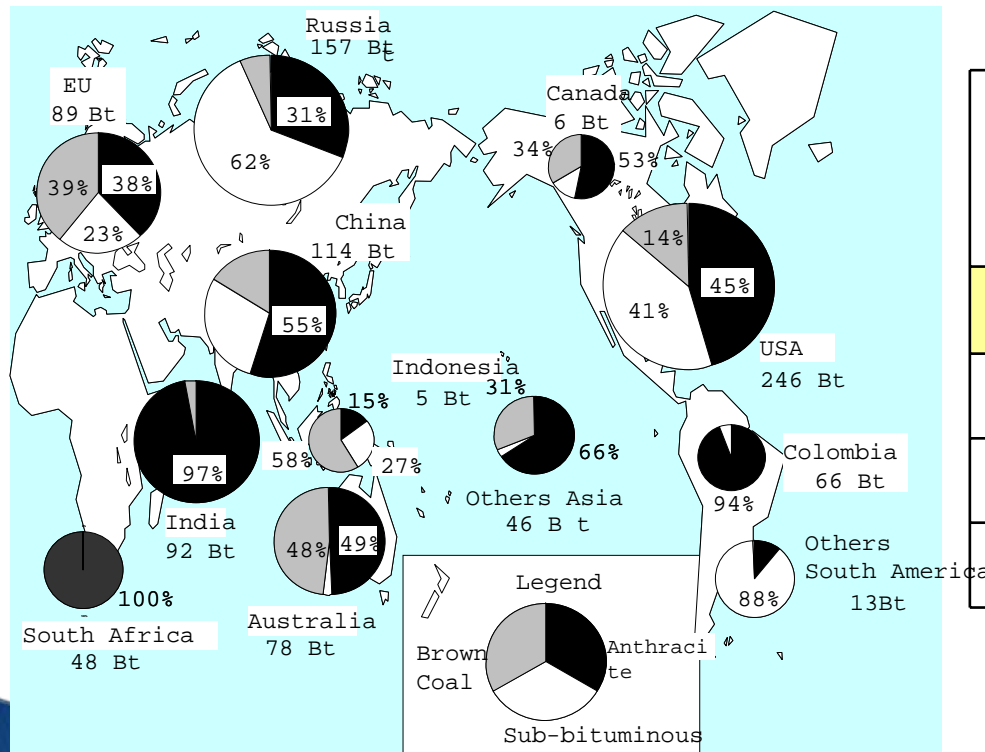 Russia
157 Bt
t
EU
89 Bt
31%
62%
39%
38%
23%
Canada
6 Bt
34%
53%
China
114 Bt
55%
14%
45%
41%
USA
246 Bt
Indonesia
5 Bt
15%
58%
27%
31%
66%
Others Asia
46 B t
97%
India
92 Bt
Colombia
66 Bt
94%
48%
49%
Australia
78 Bt
100%
South Africa
48 Bt
Others
South America
13Bt
88%
Legend
Brown
Coal
Anthraci
te
Sub-bituminous